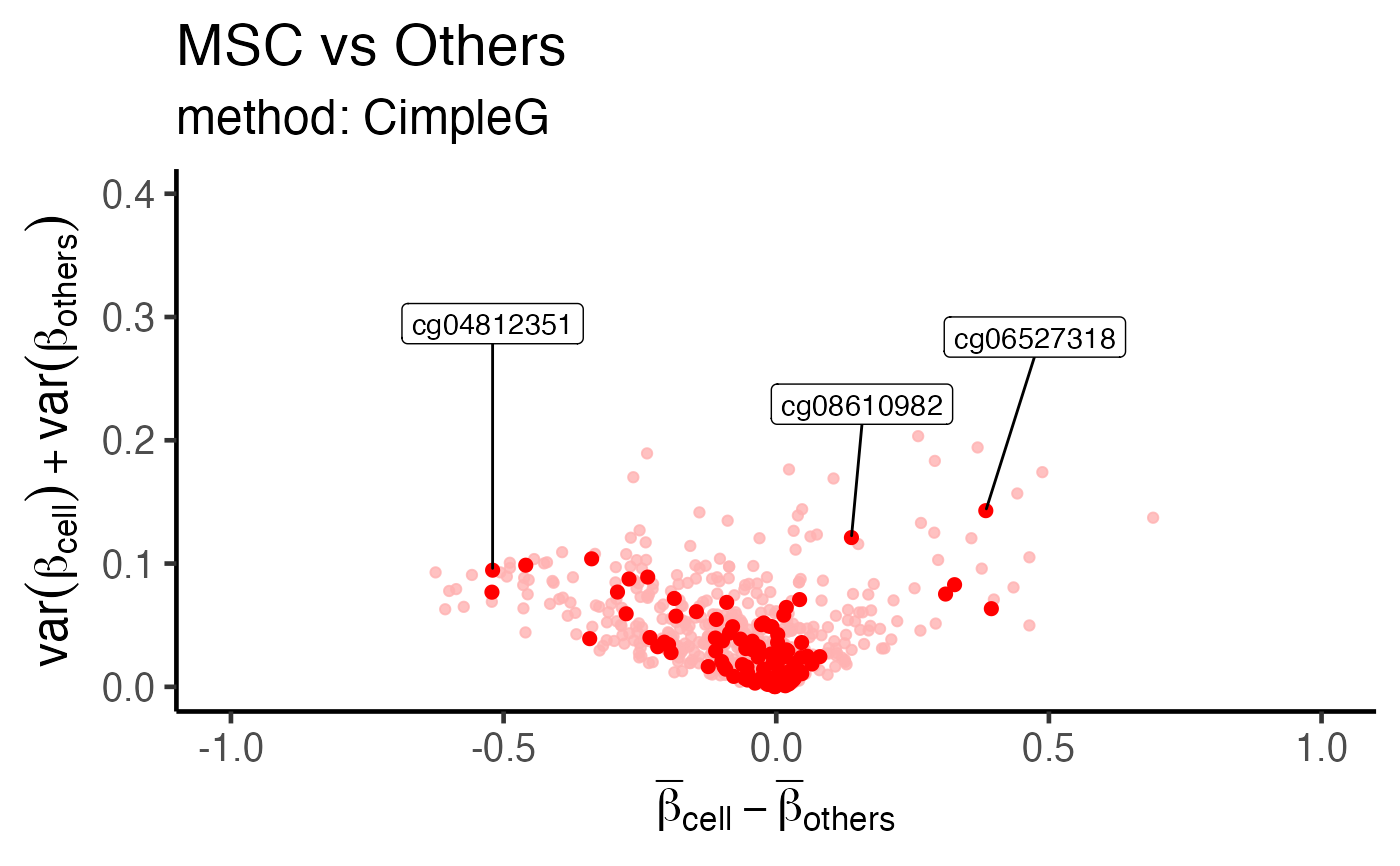 MSC vs Others
method: CimpleG
var(βcell) + var(βothers)
0.4
0.3
0.2
0.1
0.0
cg04812351
cg06527318
cg08610982
-1.0
-0.5
0.0
0.5
1.0
β̅cell − β̅others